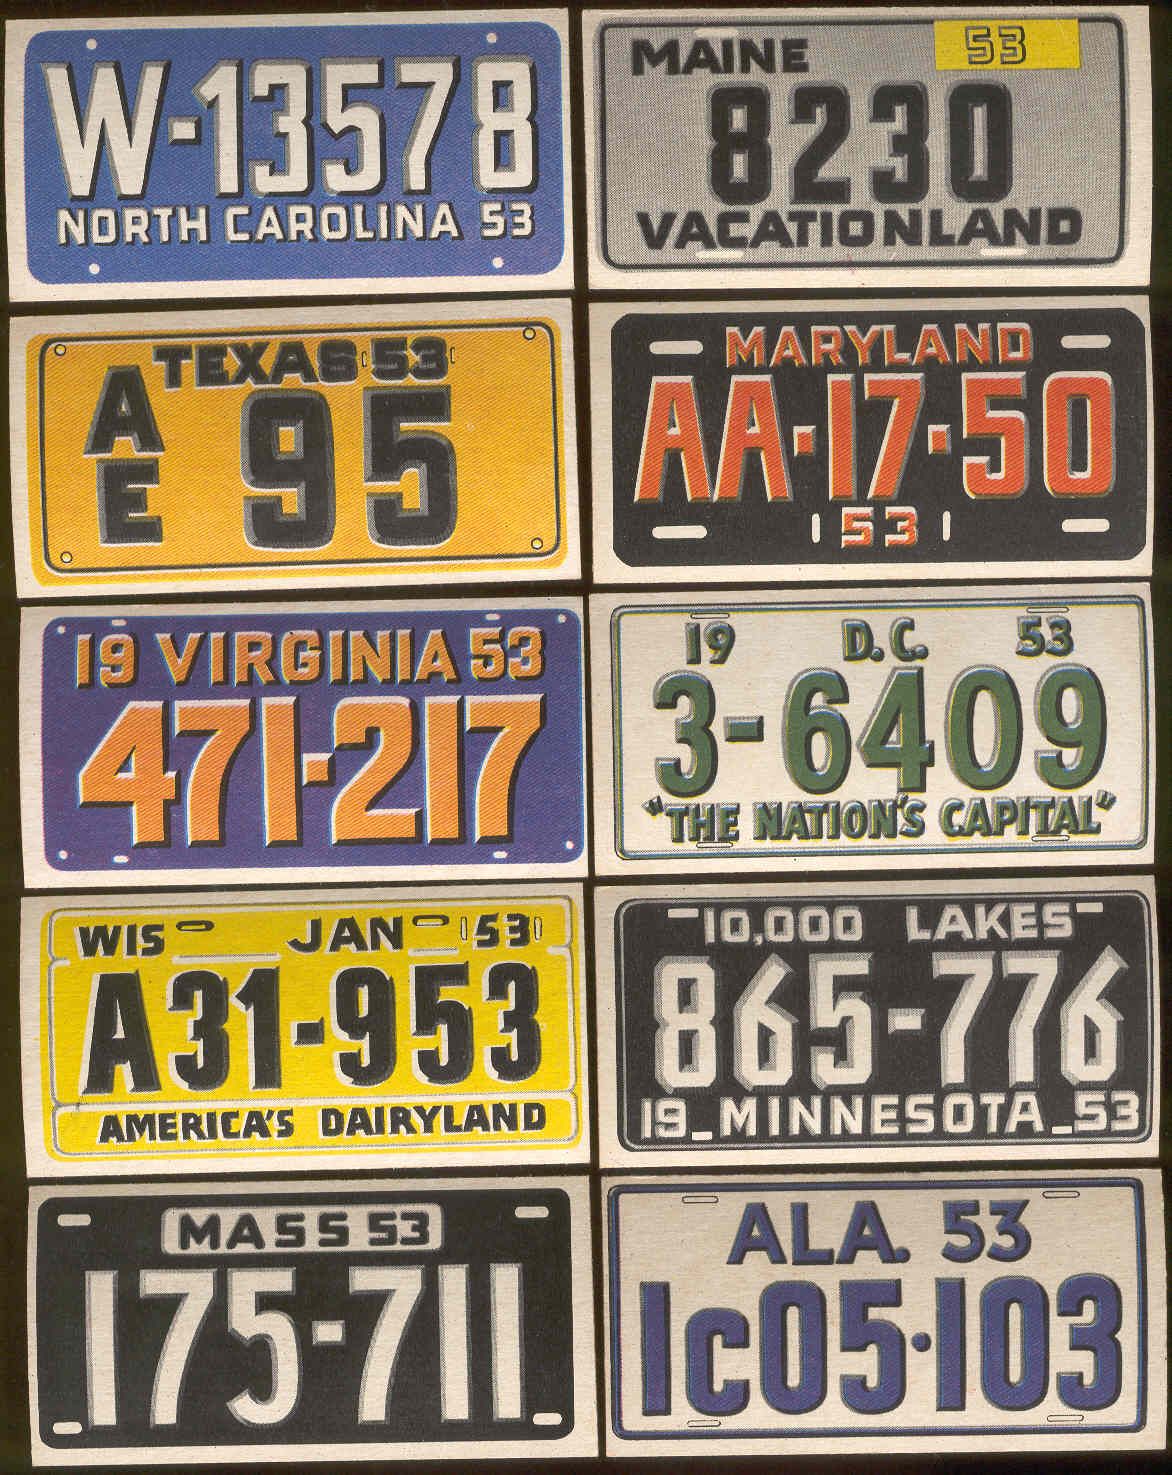 W-13578
NORTH CAROLINA 53
MAINE 53
8230
VACATIONLAND
TEXAS 53
AE 95
MARYLAND
AA·17·50
53
19 VIRGINIA 53
471-217
19 D.C. 53
3-6409
"THE NATION'S CAPITAL"
WIS JAN 53
A31-953
AMERICA'S DAIRYLAND
10,000 LAKES
865-776
19 MINNESOTA 53
MASS 53
175-711
ALA. 53
1c05·103